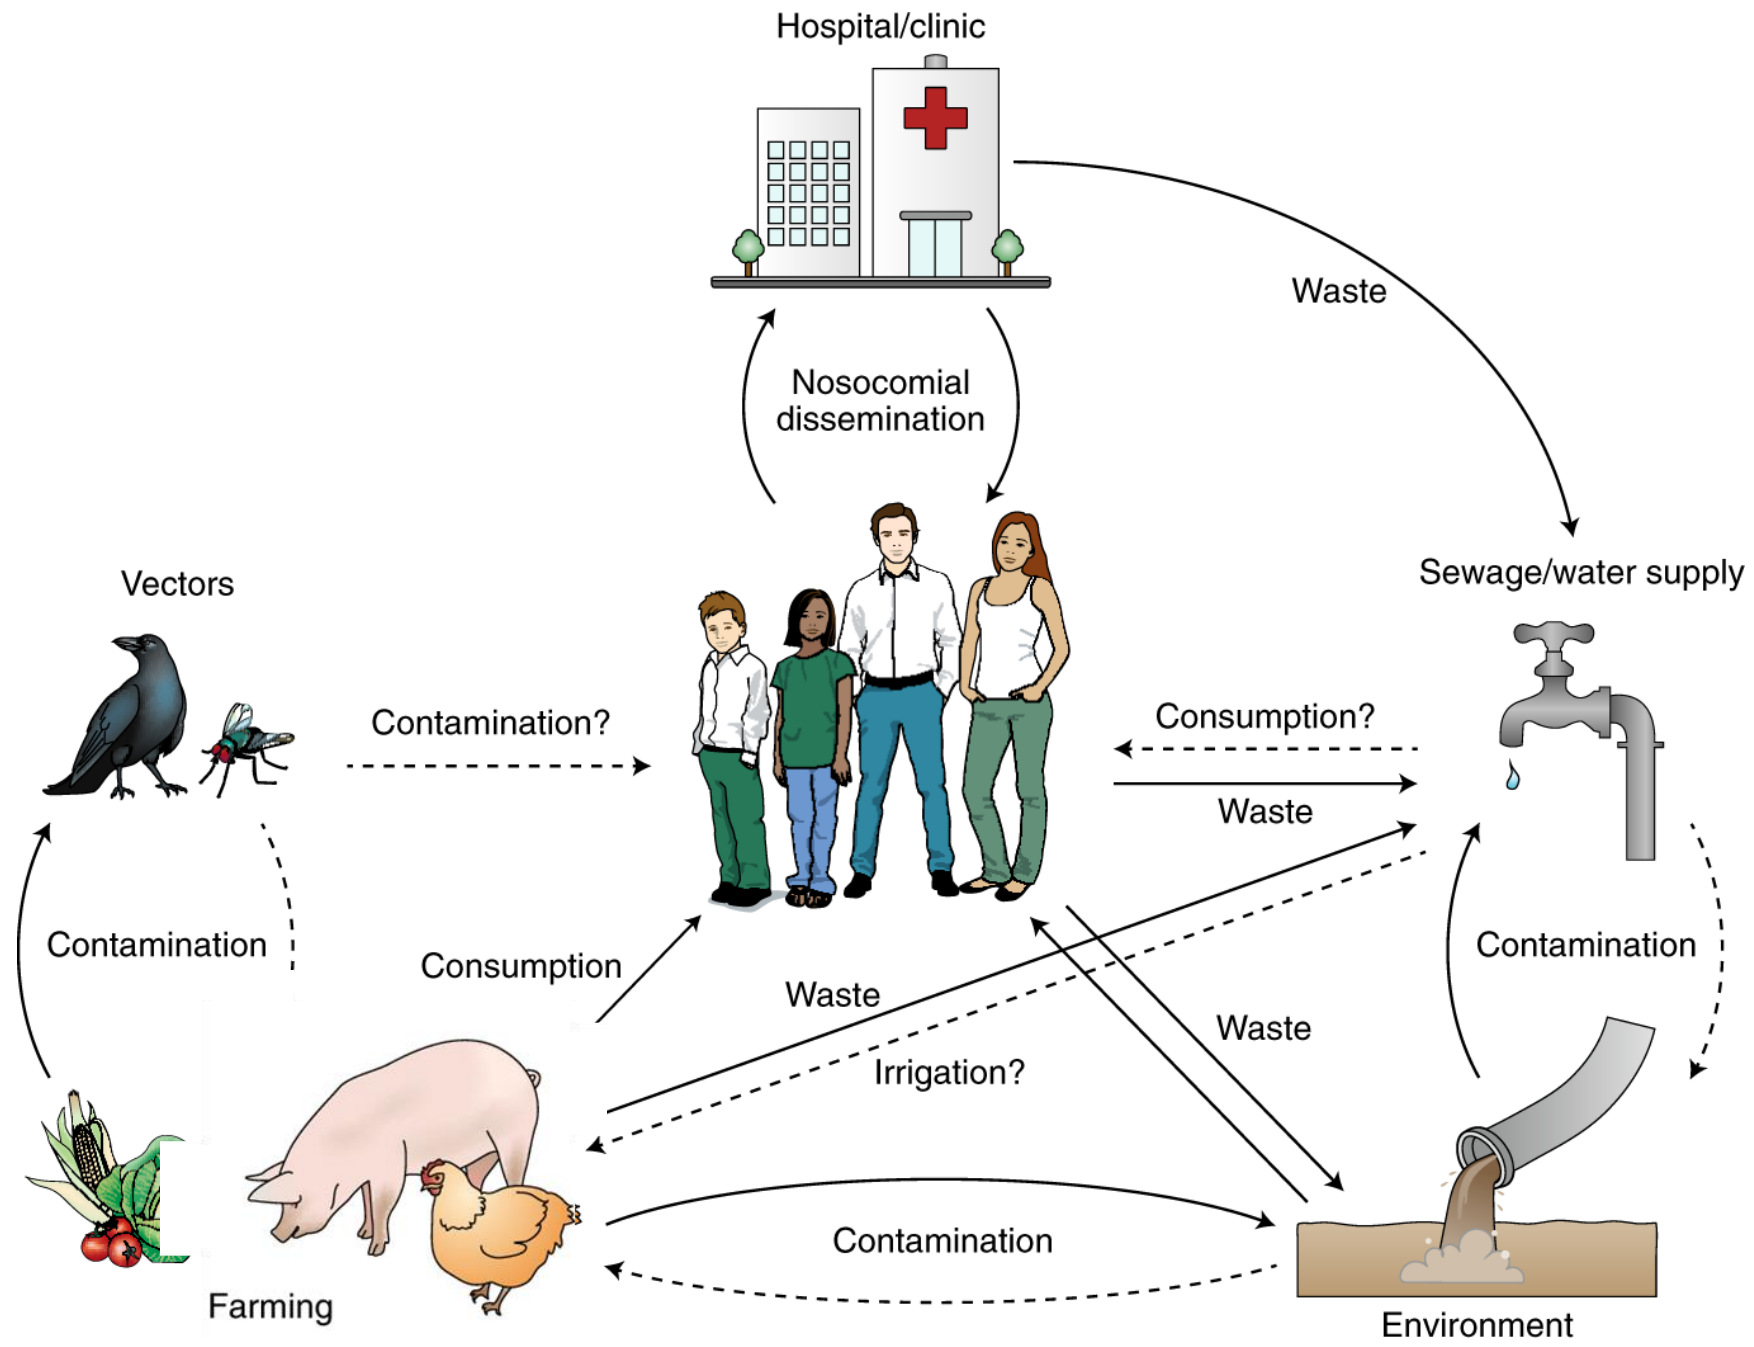 Hospital/clinic
Waste
Nosocomial
dissemination
Sewage/water supply
Vectors
Contamination?
Consumption?
Waste
Contamination
Consumption
Contamination
Waste
Waste
Irrigation?
Contamination
Farming
Environment